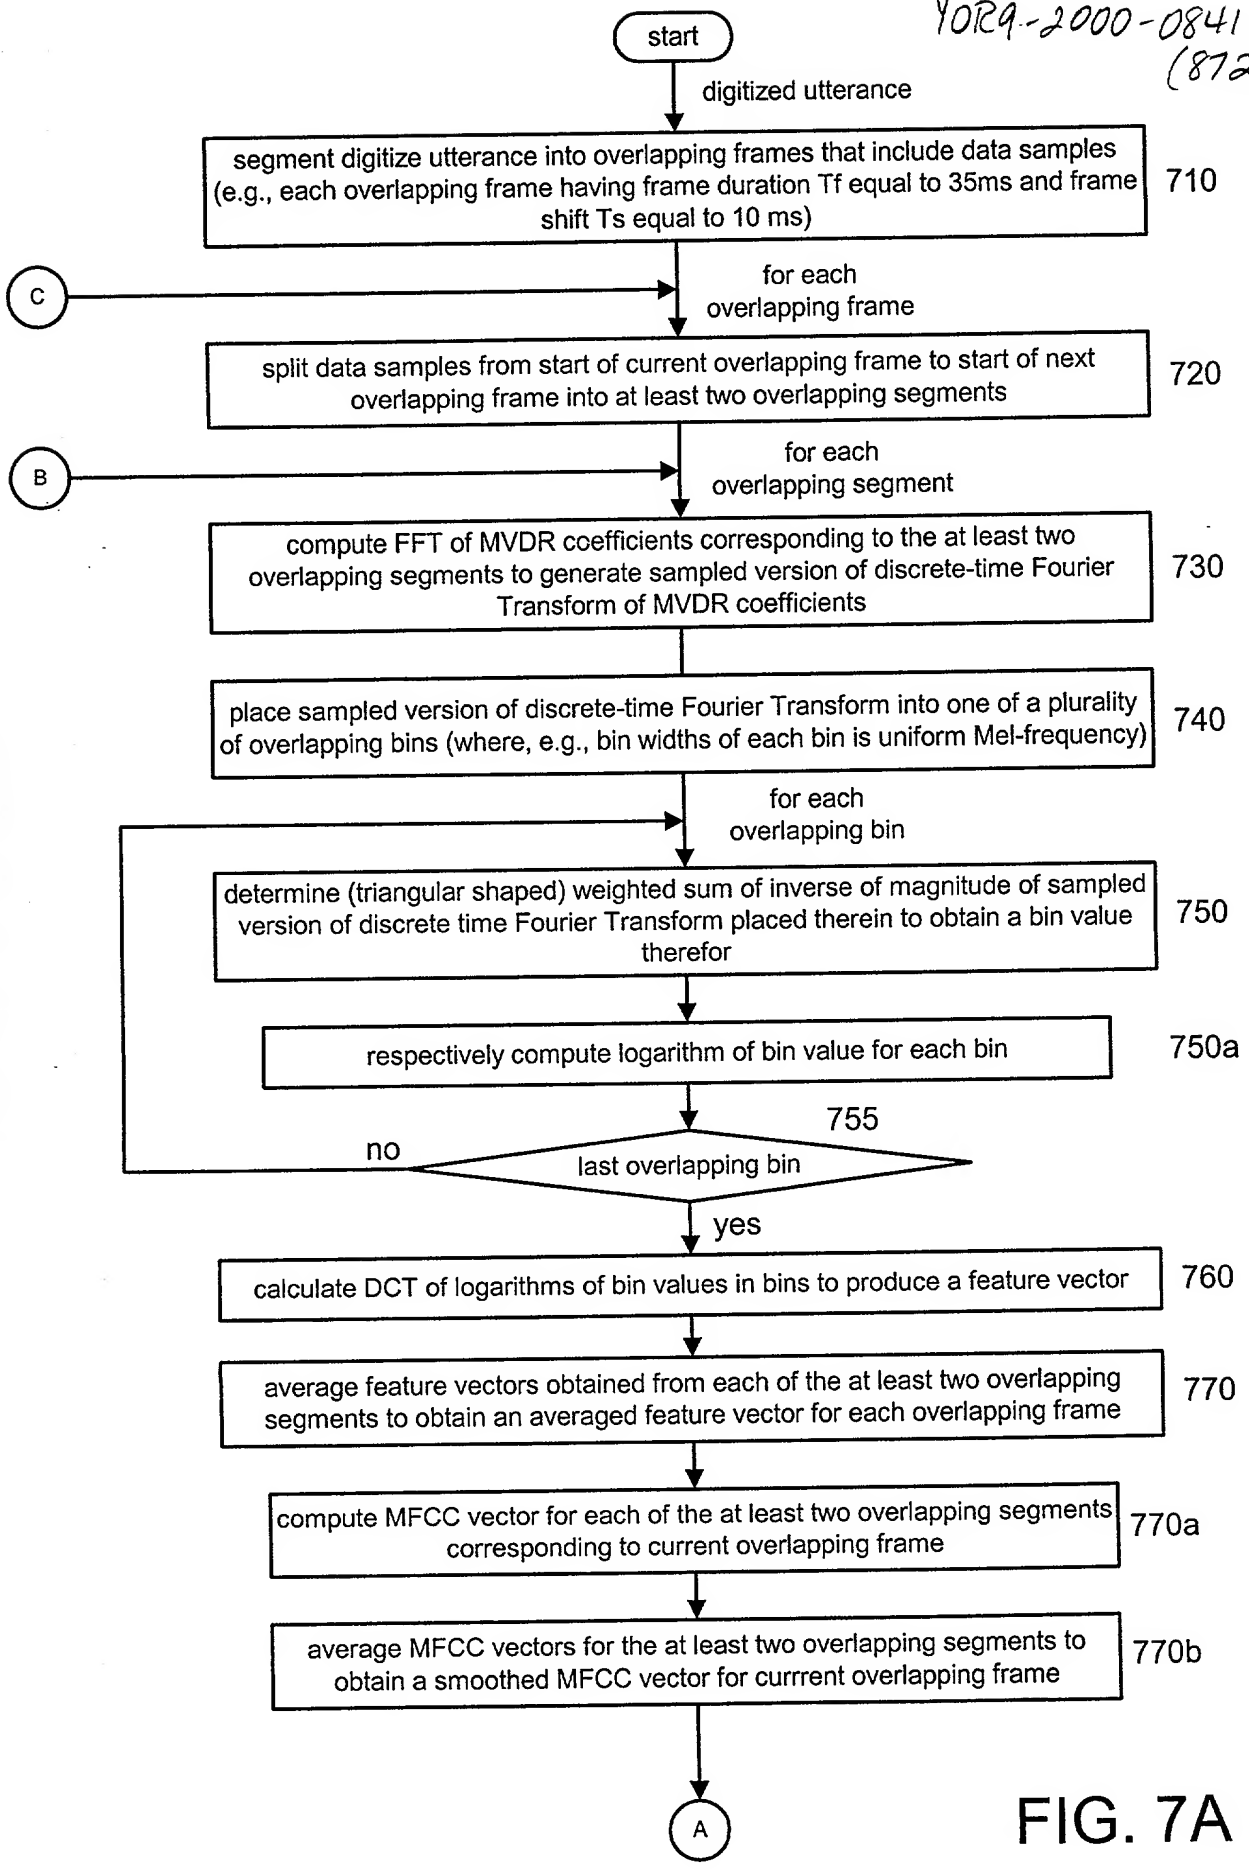 YOR9-2000-0841
(872
start
digitized utterance
segment digitize utterance into overlapping frames that include data samples
(e.g., each overlapping frame having frame duration Tf equal to 35ms and frame
shift Ts equal to 10 ms)
710
C
for each
overlapping frame
split data samples from start of current overlapping frame to start of next
overlapping frame into at least two overlapping segments
720
B
for each
overlapping segment
compute FFT of MVDR coefficients corresponding to the at least two
overlapping segments to generate sampled version of discrete-time Fourier
Transform of MVDR coefficients
730
place sampled version of discrete-time Fourier Transform into one of a plurality
of overlapping bins (where, e.g., bin widths of each bin is uniform Mel-frequency)
740
for each
overlapping bin
determine (triangular shaped) weighted sum of inverse of magnitude of sampled
version of discrete time Fourier Transform placed therein to obtain a bin value
therefor
750
respectively compute logarithm of bin value for each bin
750a
755
no
last overlapping bin
yes
calculate DCT of logarithms of bin values in bins to produce a feature vector
760
average feature vectors obtained from each of the at least two overlapping
segments to obtain an averaged feature vector for each overlapping frame
770
compute MFCC vector for each of the at least two overlapping segments
corresponding to current overlapping frame
770a
average MFCC vectors for the at least two overlapping segments to
obtain a smoothed MFCC vector for currrent overlapping frame
770b
A
FIG. 7A